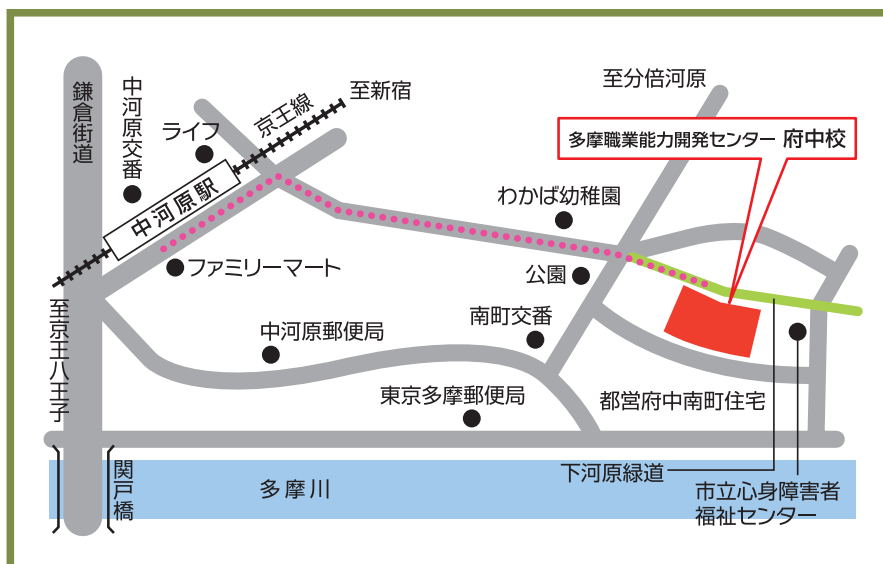 鎌倉街道
中河原交番
ライフ
京王線
至新宿
至分倍河原
多摩職業能力開発センター 府中校
中河原駅
わかば幼稚園
ファミリーマート
公園
至京王八王子
中河原郵便局
南町交番
東京多摩郵便局
都営府中南町住宅
関戸橋
多摩川
下河原緑道
市立心身障害者
福祉センター